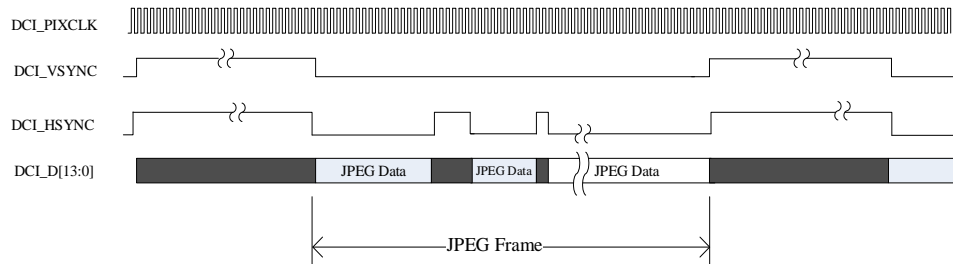 DCI_PIXCLK
DCI_VSYNC
DCI_HSYNC
DCI_D[13:0]
JPEG Data
JPEG Data
JPEG Data
JPEG Frame